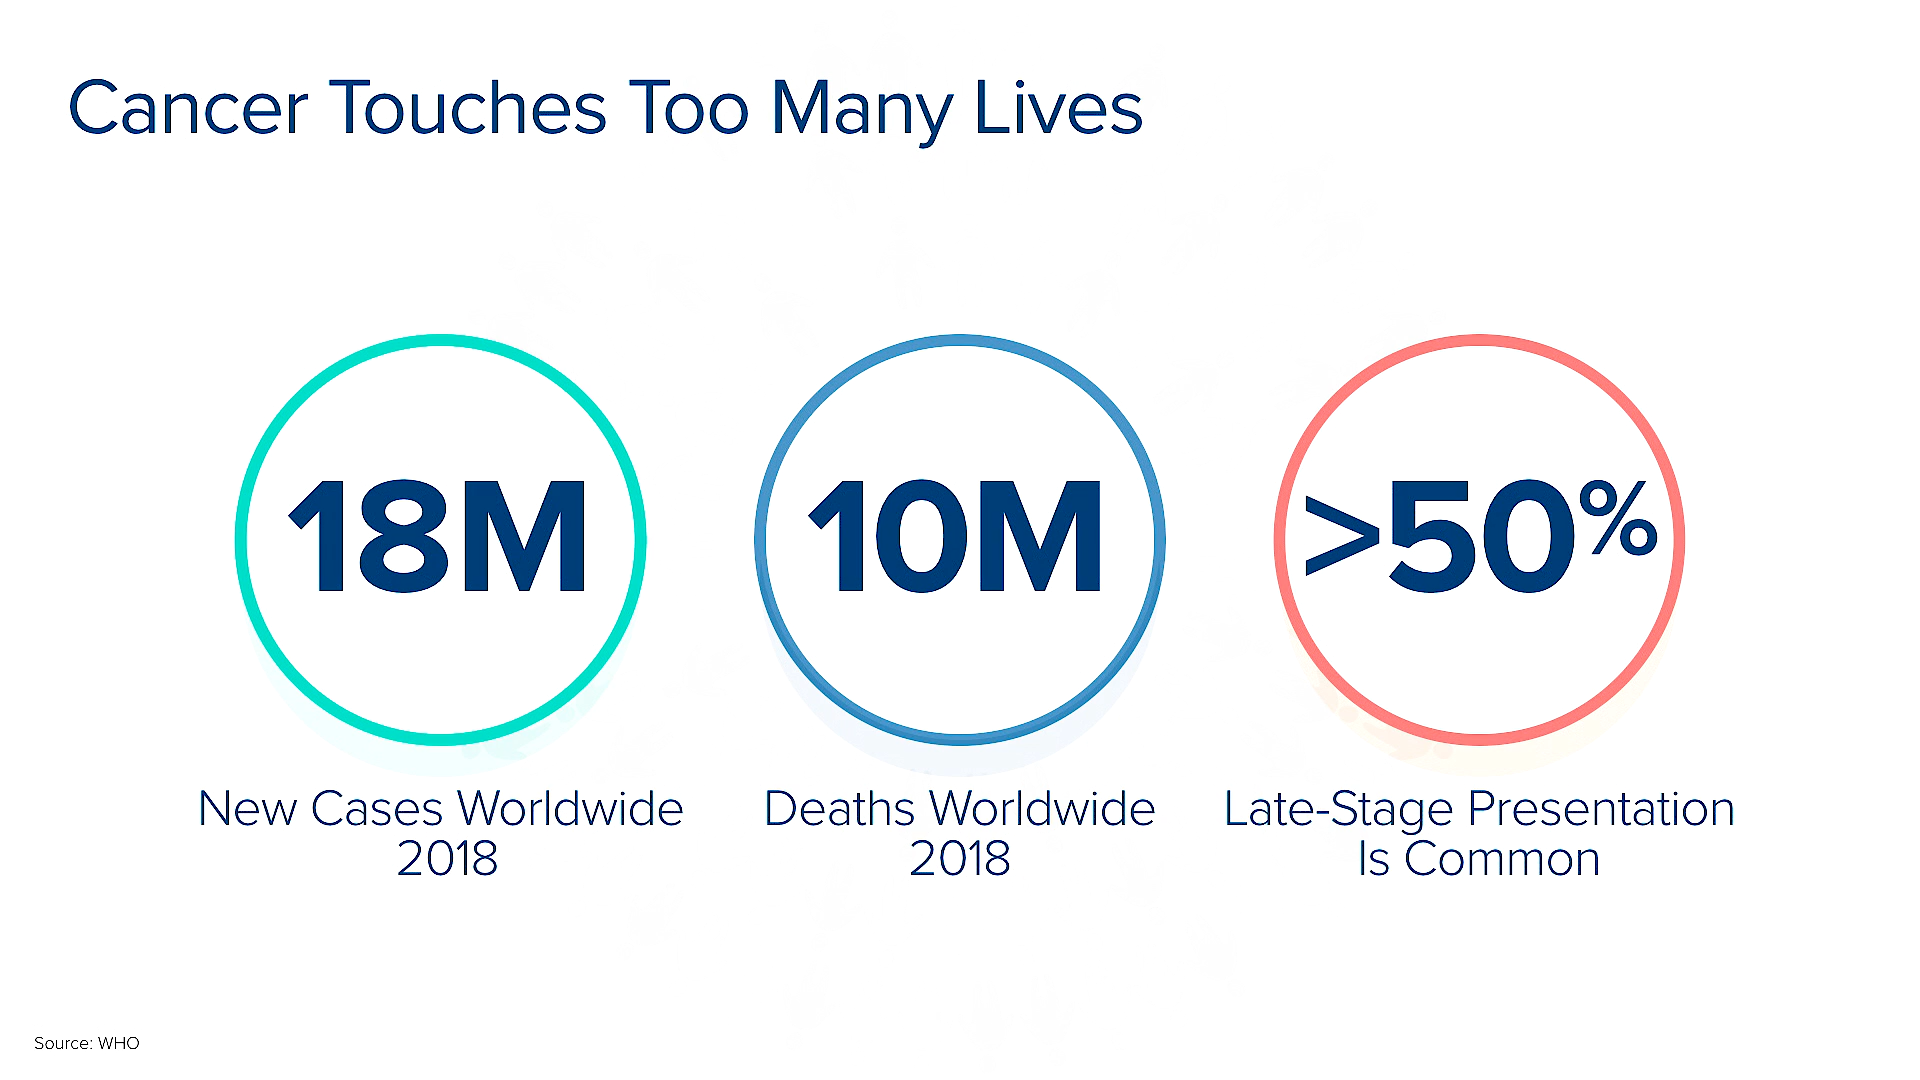 Cancer Touches Too Many Lives
18M
New Cases Worldwide
2018
10M
Deaths Worldwide
2018
>50%
Late-Stage Presentation
Is Common
Source: WHO